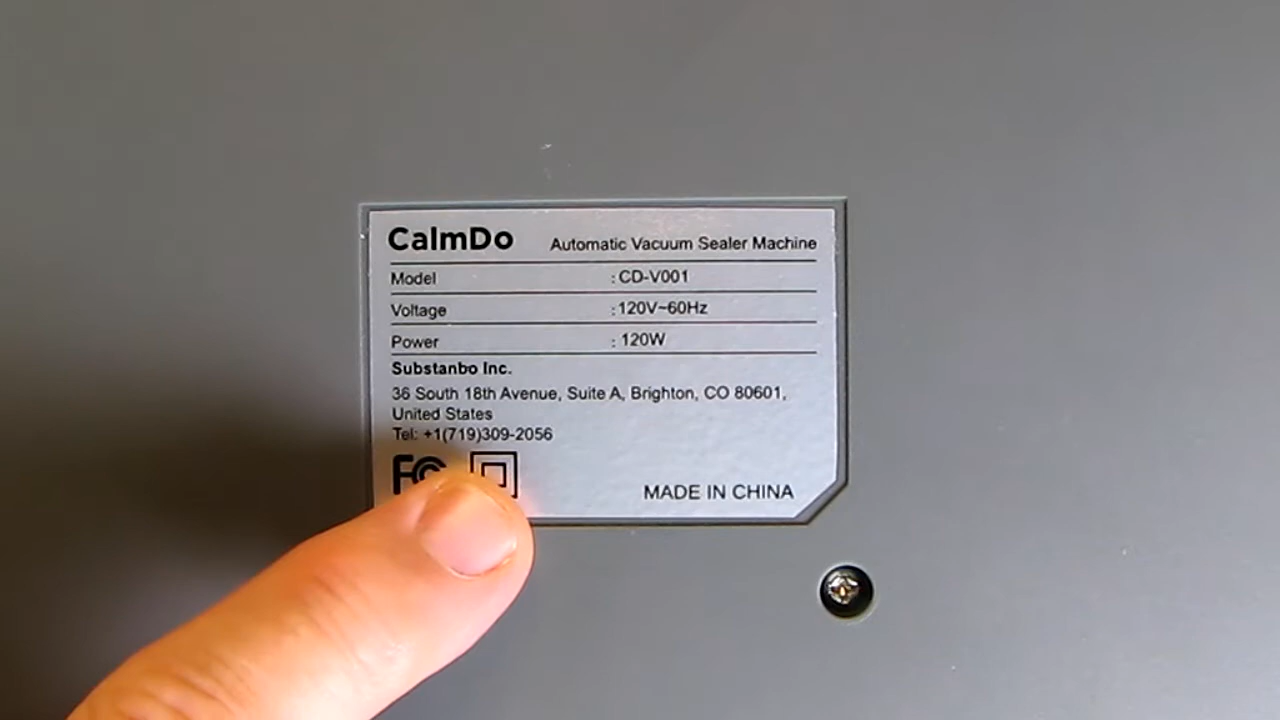 CalmDo Automatic Vacuum Sealer Machine
Model : CD-V001
Voltage : 120V~60Hz
Power : 120W
Substanbo Inc.
36 South 18th Avenue, Suite A, Brighton, CO 80601,
United States
Tel: +1(719)309-2056
FC MADE IN CHINA